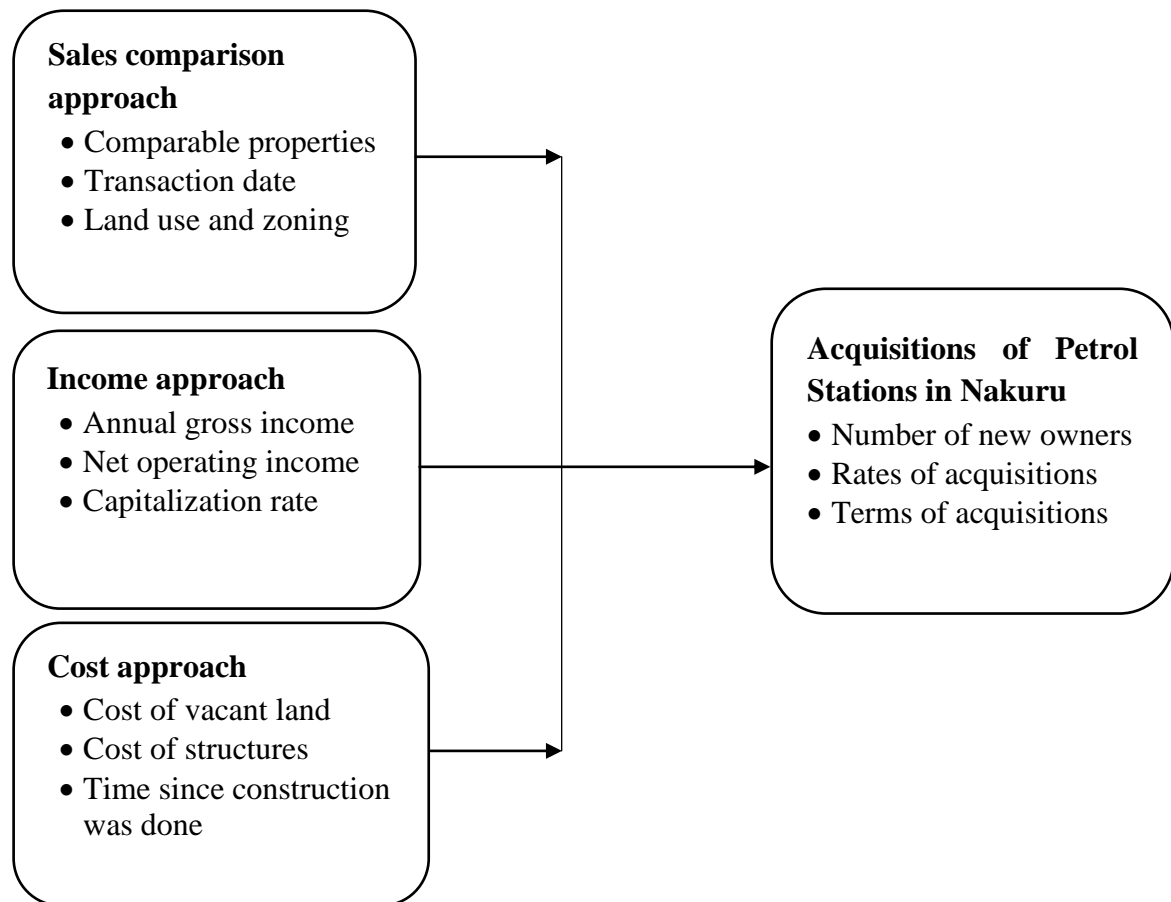 Sales comparison
approach
• Comparable properties
• Transaction date
• Land use and zoning
Income approach
• Annual gross income
• Net operating income
• Capitalization rate
Cost approach
• Cost of vacant land
• Cost of structures
• Time since construction
was done
Acquisitions of Petrol
Stations in Nakuru
• Number of new owners
• Rates of acquisitions
• Terms of acquisitions